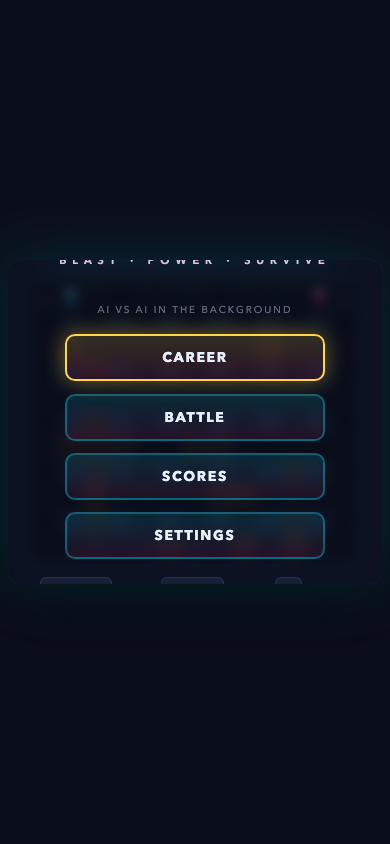 BLAST · POWER · SURVIVE
AI VS AI IN THE BACKGROUND
CAREER
BATTLE
SCORES
SETTINGS